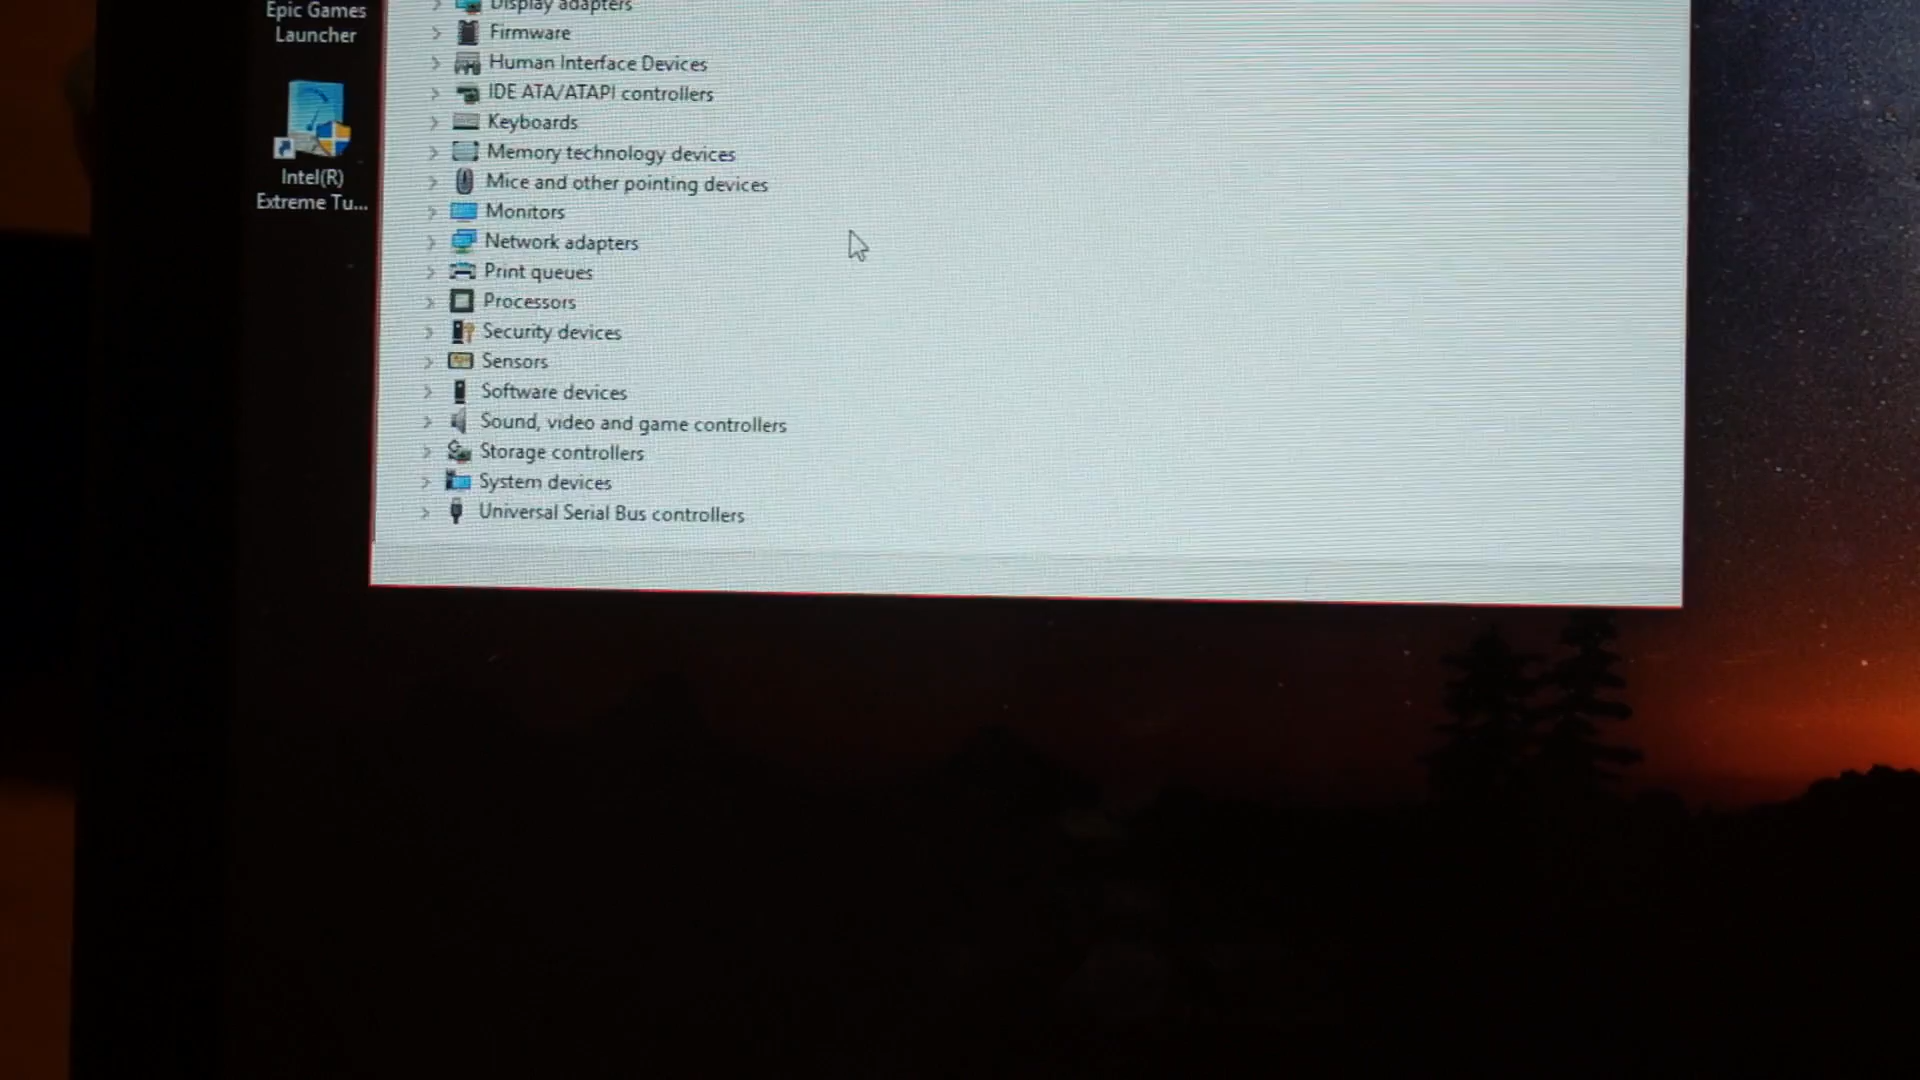 Epic Games
Launcher
Intel(R)
Extreme Tu...
Display adapters
Firmware
Human Interface Devices
IDE ATA/ATAPI controllers
Keyboards
Memory technology devices
Mice and other pointing devices
Monitors
Network adapters
Print queues
Processors
Security devices
Sensors
Software devices
Sound, video and game controllers
Storage controllers
System devices
Universal Serial Bus controllers